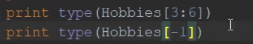 print type(Hobbies[3:6])
print type(Hobbies[-1])